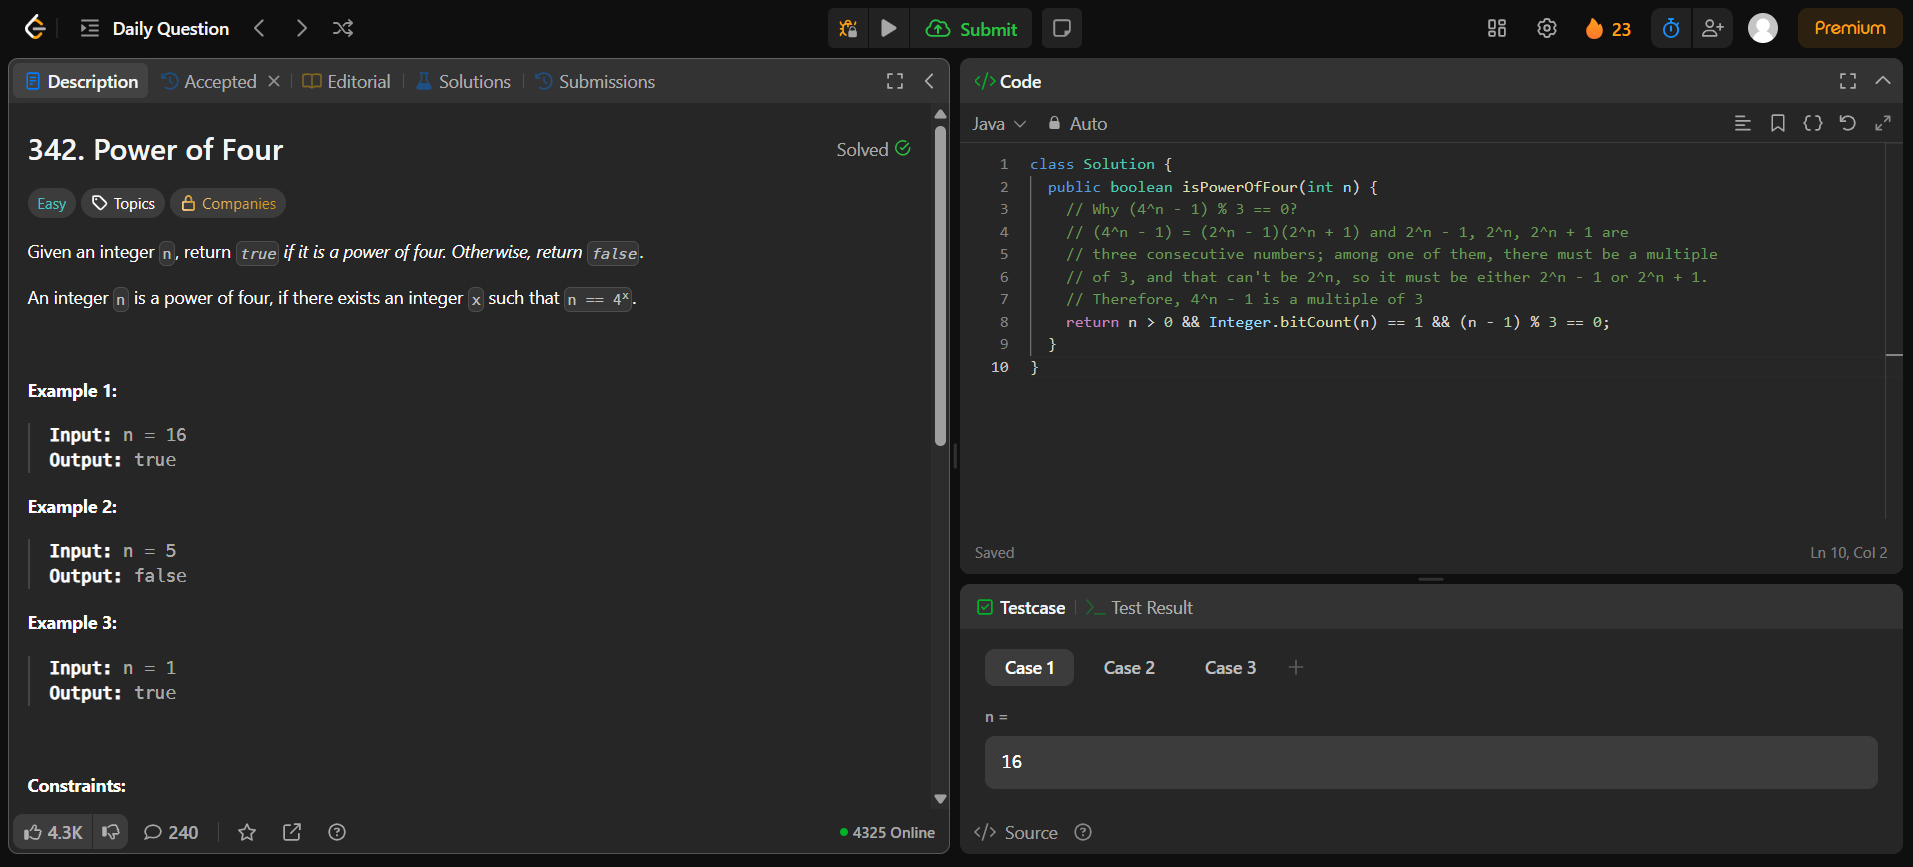 Daily Question
Submit
23
Premium
Description
Accepted
Editorial
Solutions
Submissions
342. Power of Four
Solved
Easy
Topics
Companies
Given an integer n, return true if it is a power of four. Otherwise, return false.
An integer n is a power of four, if there exists an integer x such that n == 4ˣ.
Example 1:
Input: n = 16
Output: true
Example 2:
Input: n = 5
Output: false
Example 3:
Input: n = 1
Output: true
Constraints:
4.3K
240
4325 Online
</> Code
Java
Auto
1 class Solution {
2 public boolean isPowerOfFour(int n) {
3 // Why (4^n - 1) % 3 == 0?
4 // (4^n - 1) = (2^n - 1)(2^n + 1) and 2^n - 1, 2^n, 2^n + 1 are
5 // three consecutive numbers; among one of them, there must be a multiple
6 // of 3, and that can't be 2^n, so it must be either 2^n - 1 or 2^n + 1.
7 // Therefore, 4^n - 1 is a multiple of 3
8 return n > 0 && Integer.bitCount(n) == 1 && (n - 1) % 3 == 0;
9 }
10 }
Saved
Ln 10, Col 2
Testcase
>_ Test Result
Case 1
Case 2
Case 3
+
n =
16
</> Source